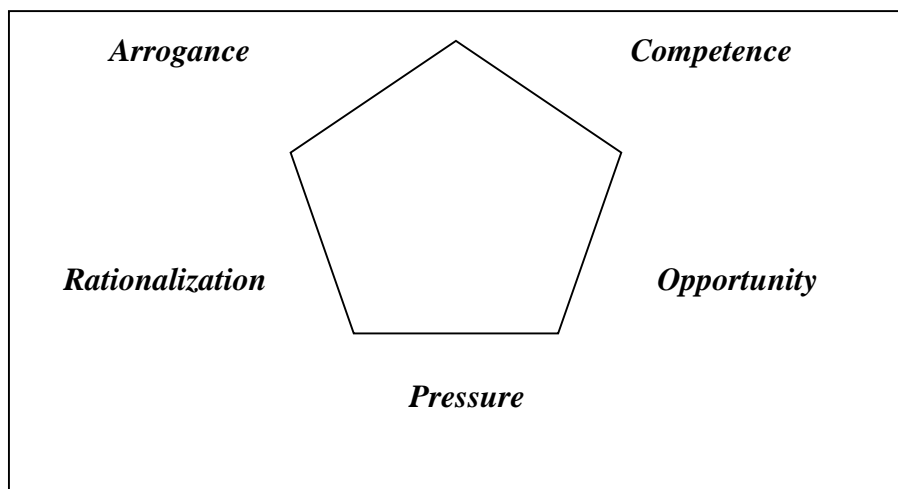 Arrogance
Competence
Rationalization
Opportunity
Pressure